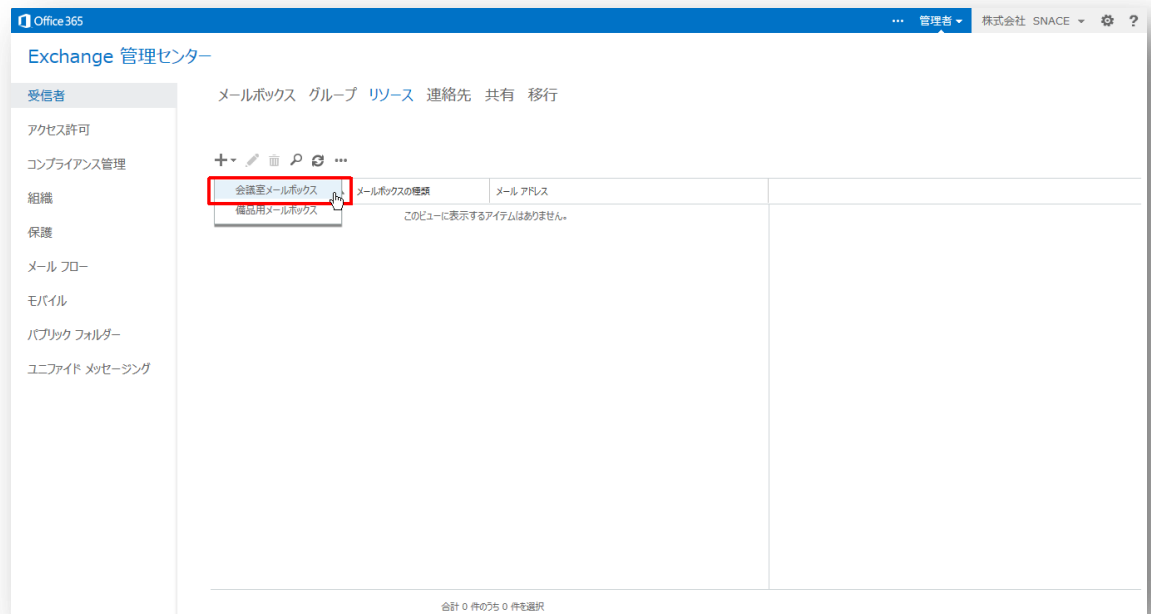 Office 365 ... 管理者 株式会社 SNACE ?
Exchange 管理センター
受信者
アクセス許可
コンプライアンス管理
組織
保護
メール フロー
モバイル
パブリック フォルダー
ユニファイド メッセージング
メールボックス グループ リソース 連絡先 共有 移行
会議室メールボックス
備品用メールボックス
メールボックスの種類 メール アドレス
このビューに表示するアイテムはありません。
合計 0 件のうち 0 件を選択